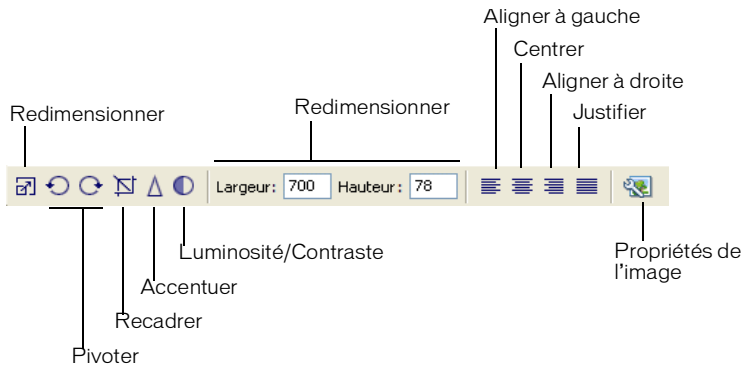 Aligner à gauche
Centrer
Aligner à droite
Redimensionner
Redimensionner
Justifier
Largeur: 700 Hauteur: 78
Luminosité/Contraste
Propriétés de
l'image
Accentuer
Recadrer
Pivoter